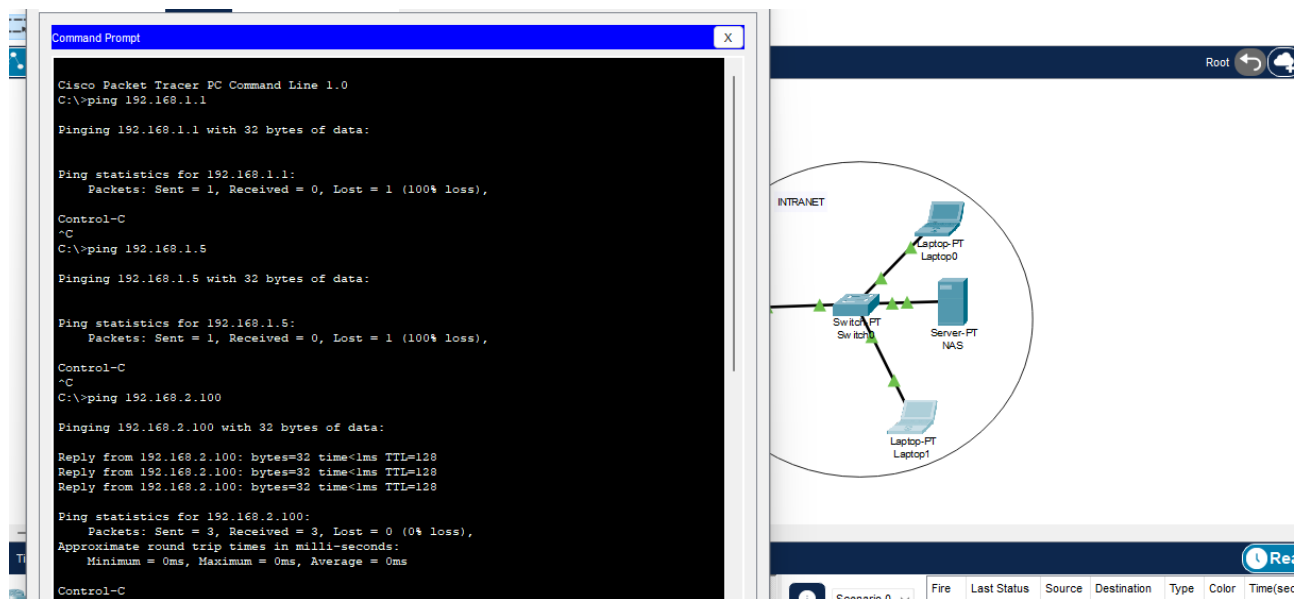 Command Prompt
X
Cisco Packet Tracer PC Command Line 1.0
C:\>ping 192.168.1.1
Pinging 192.168.1.1 with 32 bytes of data:
Ping statistics for 192.168.1.1:
Packets: Sent = 1, Received = 0, Lost = 1 (100% loss),
Control-C
^C
C:\>ping 192.168.1.5
Pinging 192.168.1.5 with 32 bytes of data:
Ping statistics for 192.168.1.5:
Packets: Sent = 1, Received = 0, Lost = 1 (100% loss),
Control-C
^C
C:\>ping 192.168.2.100
Pinging 192.168.2.100 with 32 bytes of data:
Reply from 192.168.2.100: bytes=32 time<1ms TTL=128
Reply from 192.168.2.100: bytes=32 time<1ms TTL=128
Reply from 192.168.2.100: bytes=32 time<1ms TTL=128
Ping statistics for 192.168.2.100:
Packets: Sent = 3, Received = 3, Lost = 0 (0% loss),
Approximate round trip times in milli-seconds:
Minimum = 0ms, Maximum = 0ms, Average = 0ms
Control-C
Root
INTRANET
Laptop-PT
Laptop0
Switch-PT
Switch0
Server-PT
NAS
Laptop-PT
Laptop1
Ti
Rea
Scenario 0
Fire Last Status Source Destination Type Color Time(sec